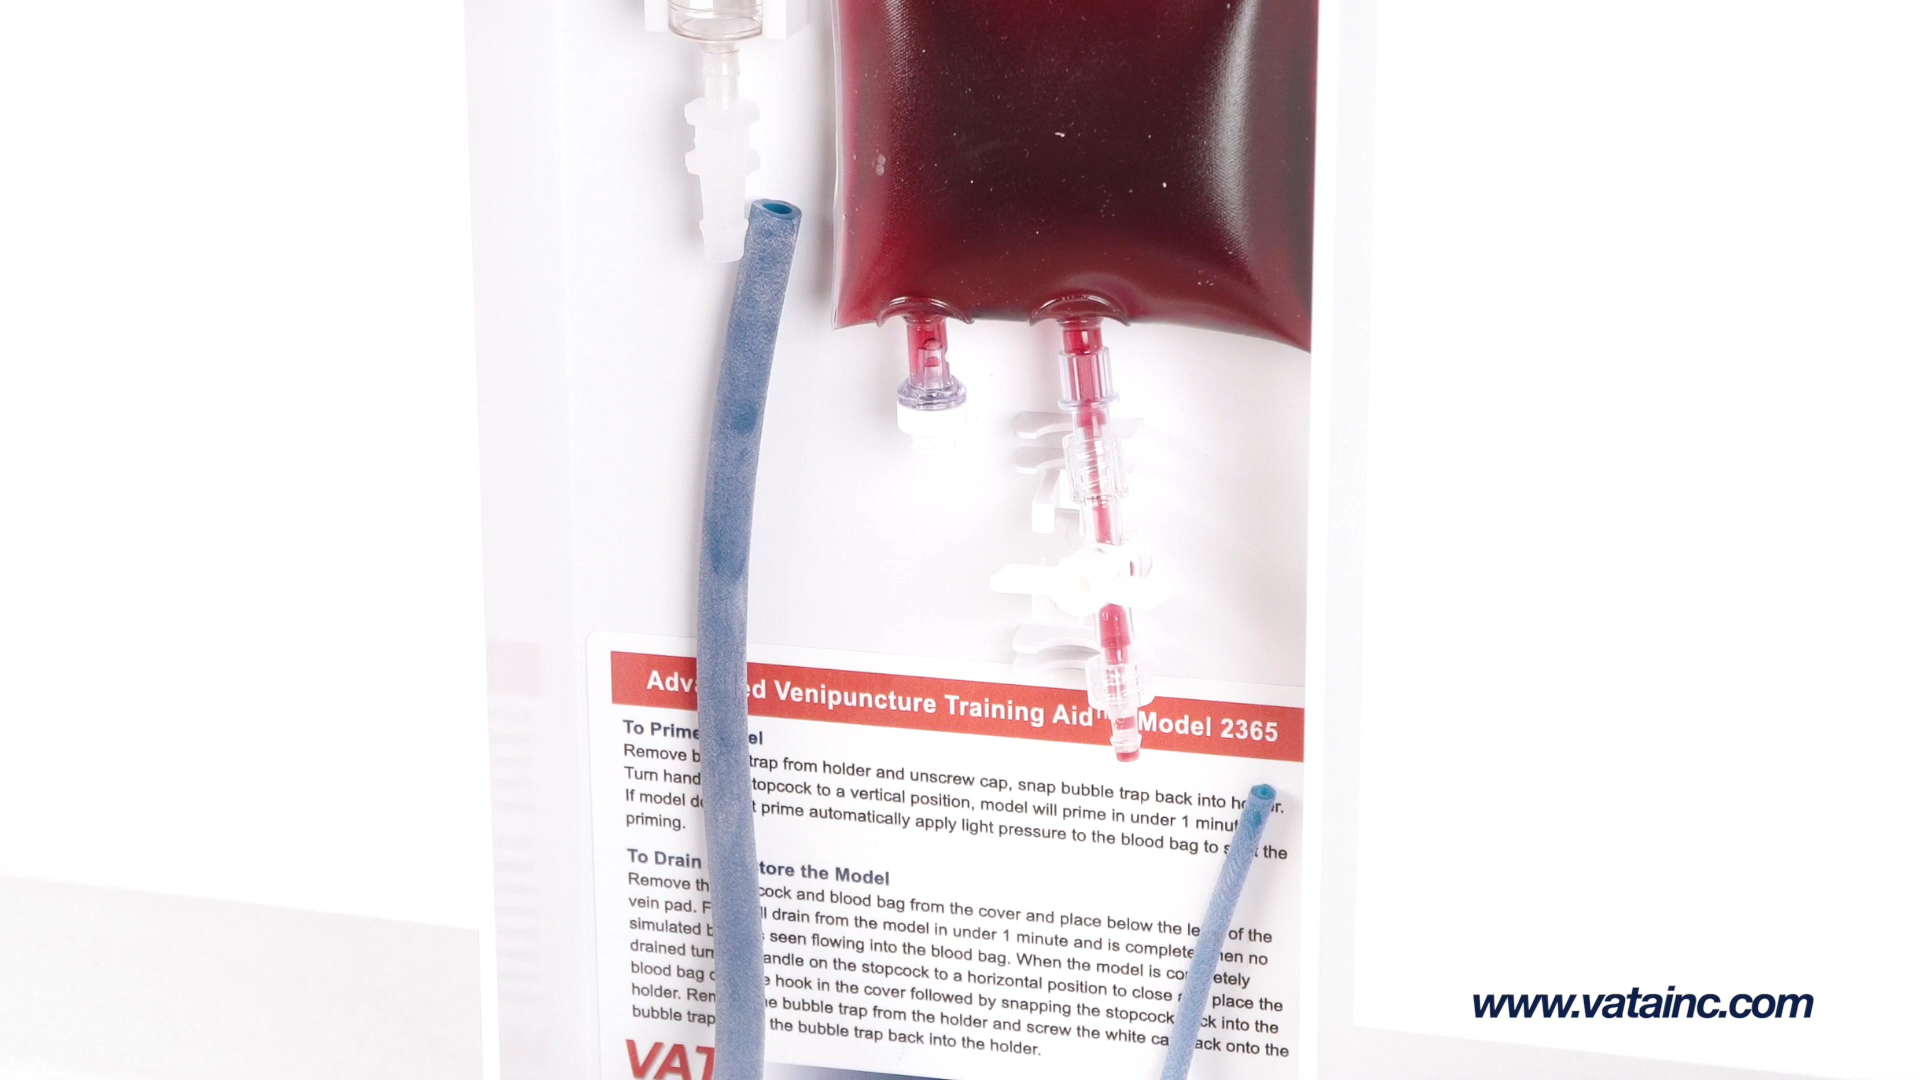 Adv ed Venipuncture Training Aid™ Model 2365
To Prime el
Remove b trap from holder and unscrew cap, snap bubble trap back into ho r.
Turn hand topcock to a vertical position, model will prime in under 1 minut
If model d t prime automatically apply light pressure to the blood bag to s t the
priming.
To Drain tore the Model
Remove th cock and blood bag from the cover and place below the le of the
vein pad. F ll drain from the model in under 1 minute and is complete en no
simulated b s seen flowing into the blood bag. When the model is co etely
drained turn andle on the stopcock to a horizontal position to close place the
blood bag o e hook in the cover followed by snapping the stopcock ck into the
holder. Rem he bubble trap from the holder and screw the white ca ack onto the
bubble trap the bubble trap back into the holder.
VAT
www.vatainc.com